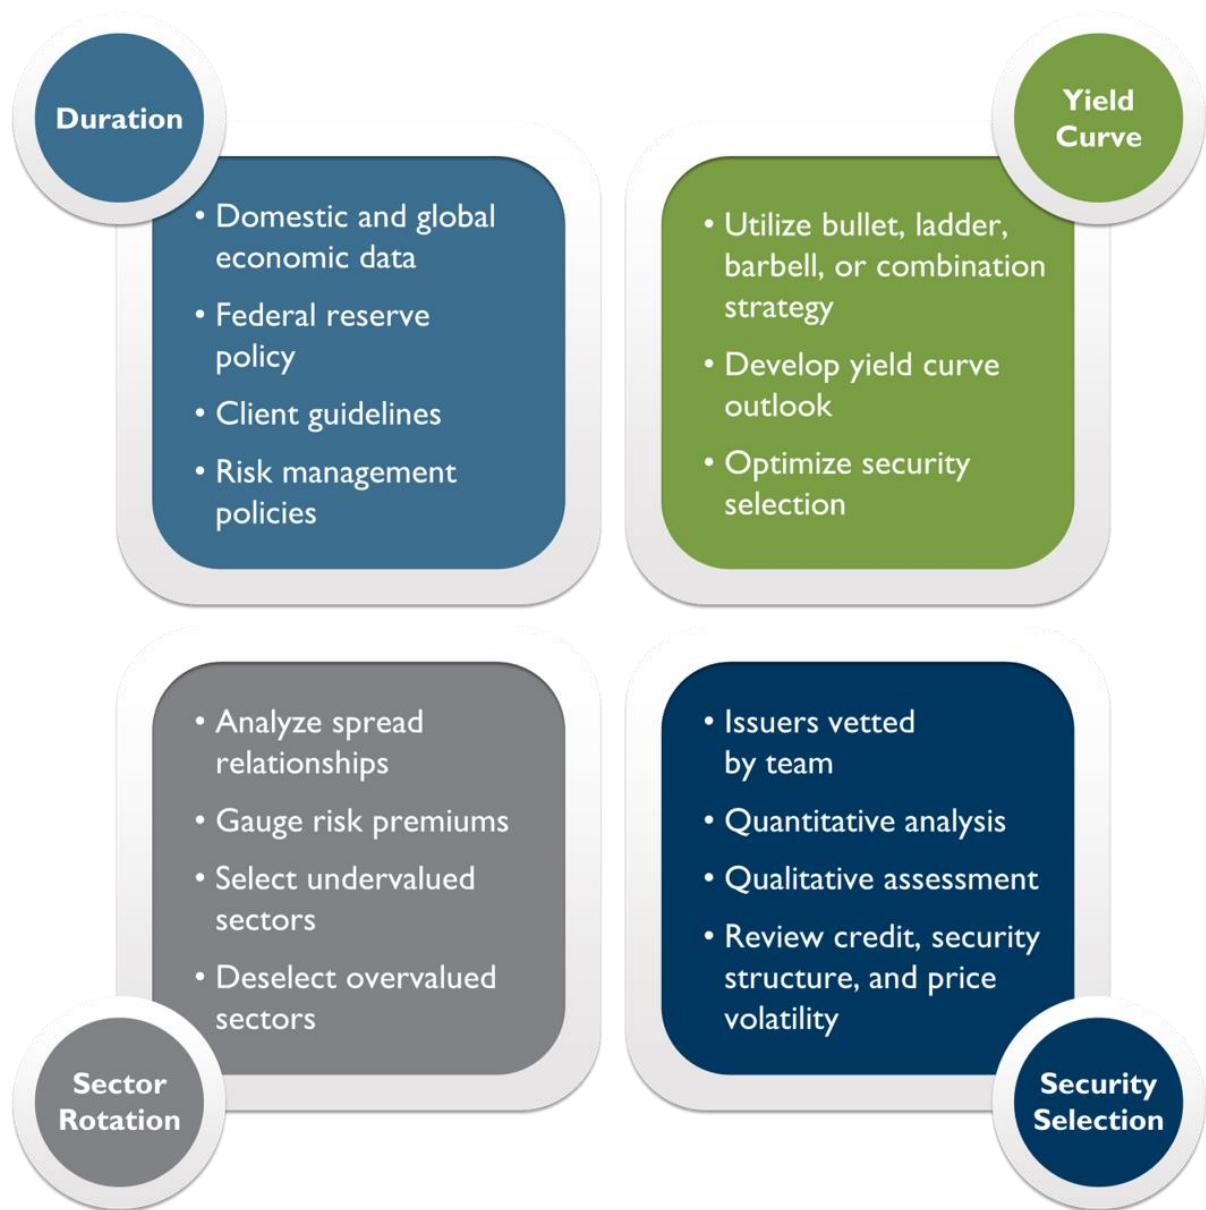 Duration
• Domestic and global
economic data
• Federal reserve
policy
• Client guidelines
• Risk management
policies
Yield
Curve
• Utilize bullet, ladder,
barbell, or combination
strategy
• Develop yield curve
outlook
• Optimize security
selection
• Analyze spread
relationships
• Gauge risk premiums
• Select undervalued
sectors
• Deselect overvalued
sectors
Sector
Rotation
• Issuers vetted
by team
• Quantitative analysis
• Qualitative assessment
• Review credit, security
structure, and price
volatility
Security
Selection